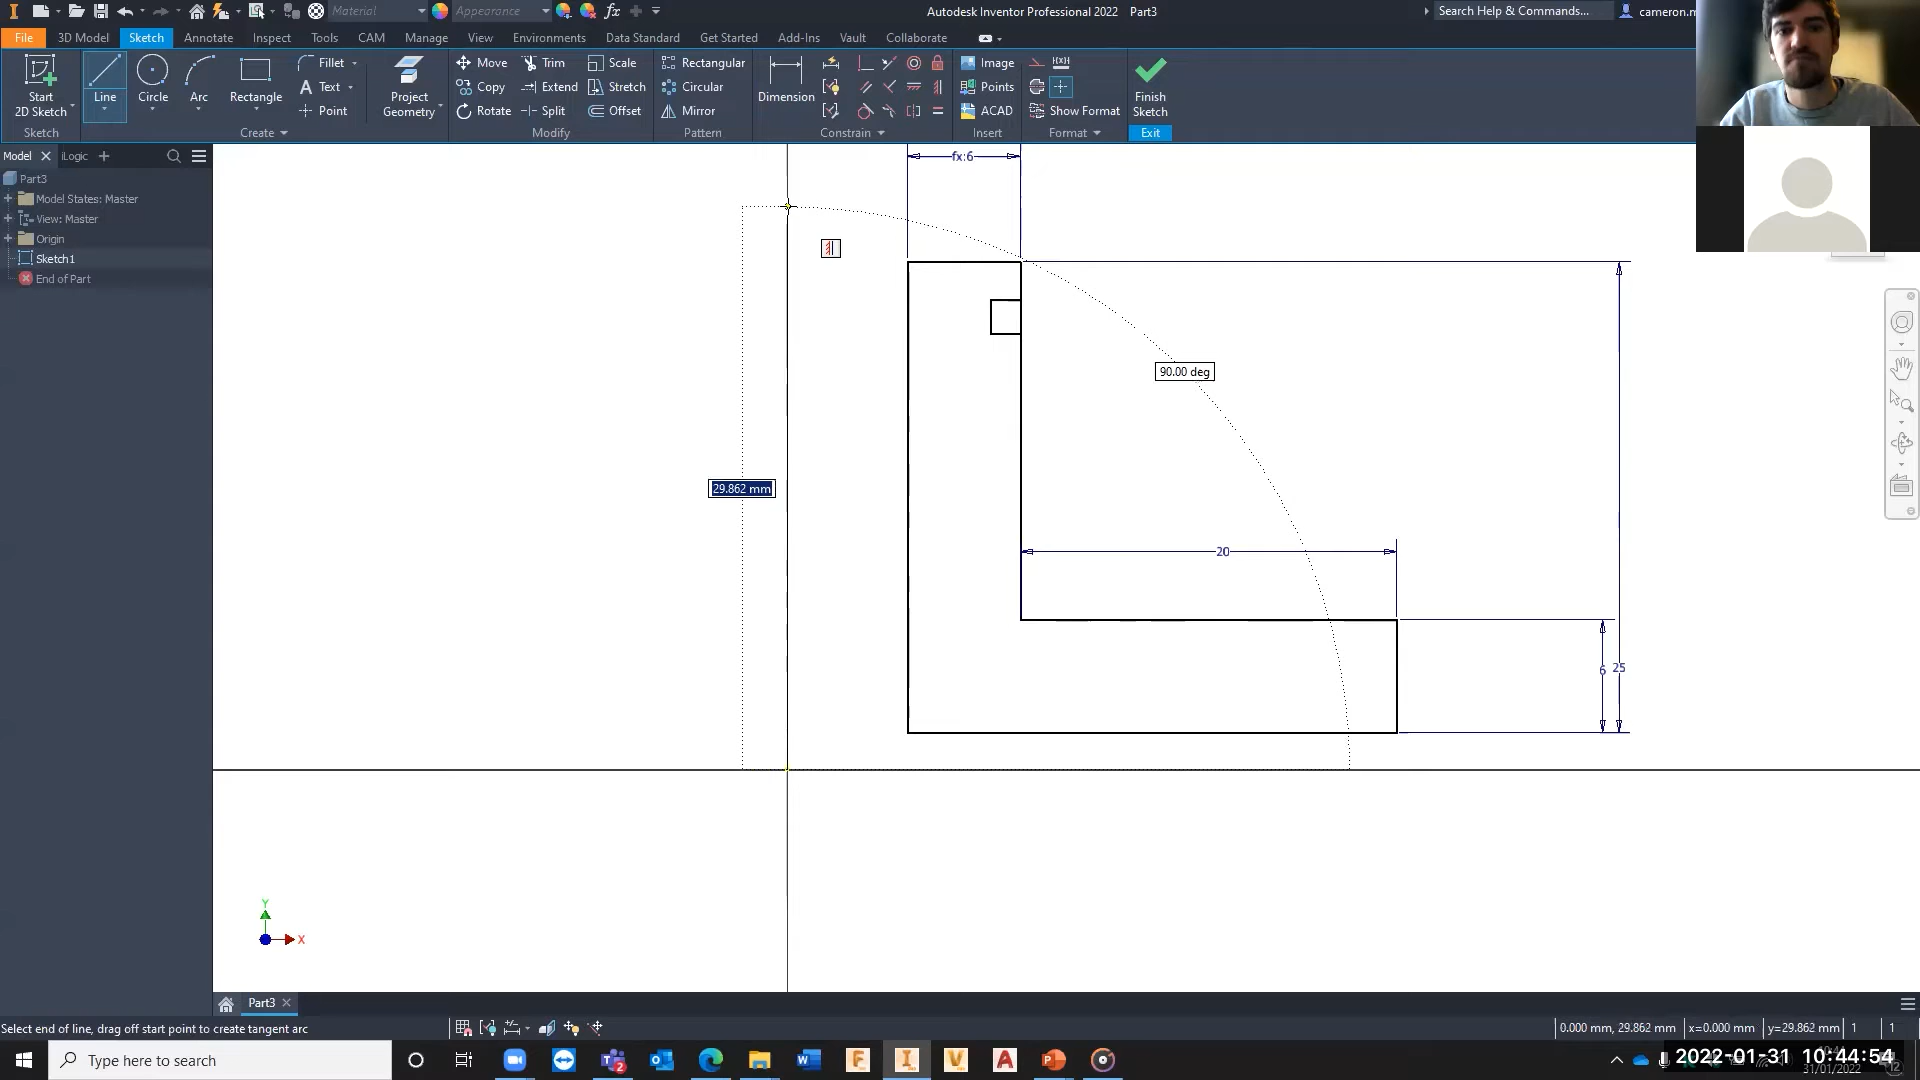 Material
Appearance
fx
Autodesk Inventor Professional 2022 Part3
Search Help & Commands...
cameron.m
File 3D Model Sketch Annotate Inspect Tools CAM Manage View Environments Data Standard Get Started Add-Ins Vault Collaborate
Start
2D Sketch
Line
Circle
Arc
Rectangle
Fillet
Text
Point
Project
Geometry
Move
Copy
Rotate
Trim
Extend
Split
Scale
Stretch
Offset
Rectangular
Circular
Mirror
Dimension
Image
Points
ACAD
Show Format
Finish
Sketch
Sketch
Create
Modify
Pattern
Constrain
Insert
Format
Exit
Model
iLogic
Part3
Model States: Master
View: Master
Origin
Sketch1
End of Part
fx:6
90.00 deg
29.862 mm
20
6
25
Y
X
Part3
Select end of line, drag off start point to create tangent arc
0.000 mm, 29.862 mm
x=0.000 mm
y=29.862 mm
1
1
Type here to search
2
2022-01-31 10:44:54
31/01/2022